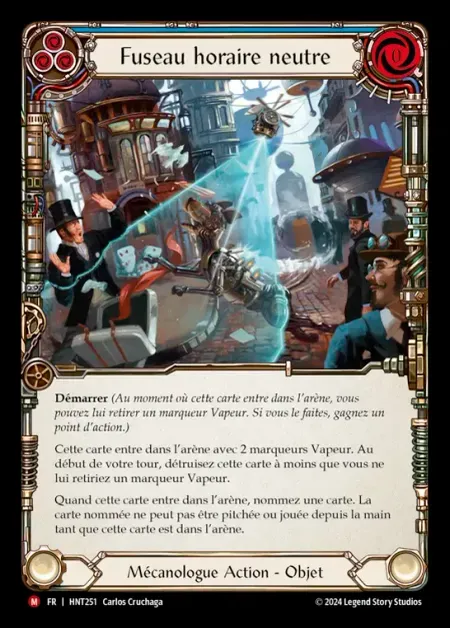 Fuseau horaire neutre
Démarrer (Au moment où cette carte entre dans l'arène, vous
pouvez lui retirer un marqueur Vapeur. Si vous le faites, gagnez un
point d'action.)
Cette carte entre dans l'arène avec 2 marqueurs Vapeur. Au
début de votre tour, détruisez cette carte à moins que vous ne
lui retiriez un marqueur Vapeur.
Quand cette carte entre dans l'arène, nommez une carte. La
carte nommée ne peut pas être pitchée ou jouée depuis la main
tant que cette carte est dans l'arène.
Mécanologue Action - Objet
M FR | HNT251 Carlos Cruchaga © 2024 Legend Story Studios